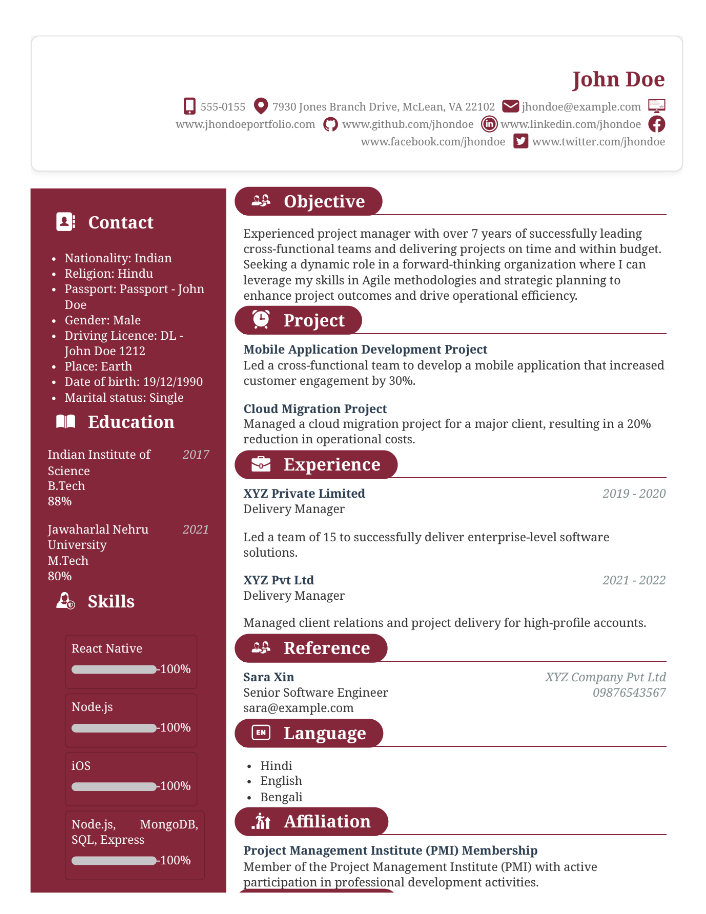 John Doe
555-0155 7930 Jones Branch Drive, McLean, VA 22102 jhondoe@example.com
www.jhondoeportfolio.com www.github.com/jhondoe www.linkedin.com/jhondoe
www.facebook.com/jhondoe www.twitter.com/jhondoe
Contact
• Nationality: Indian
• Religion: Hindu
• Passport: Passport - John
Doe
• Gender: Male
• Driving Licence: DL -
John Doe 1212
• Place: Earth
• Date of birth: 19/12/1990
• Marital status: Single
Education
Indian Institute of 2017
Science
B.Tech
88%
Jawaharlal Nehru 2021
University
M.Tech
80%
Skills
React Native
100%
Node.js
100%
iOS
100%
Node.js, MongoDB,
SQL, Express
100%
Objective
Experienced project manager with over 7 years of successfully leading
cross-functional teams and delivering projects on time and within budget.
Seeking a dynamic role in a forward-thinking organization where I can
leverage my skills in Agile methodologies and strategic planning to
enhance project outcomes and drive operational efficiency.
Project
Mobile Application Development Project
Led a cross-functional team to develop a mobile application that increased
customer engagement by 30%.
Cloud Migration Project
Managed a cloud migration project for a major client, resulting in a 20%
reduction in operational costs.
Experience
XYZ Private Limited 2019 - 2020
Delivery Manager
Led a team of 15 to successfully deliver enterprise-level software
solutions.
XYZ Pvt Ltd 2021 - 2022
Delivery Manager
Managed client relations and project delivery for high-profile accounts.
Reference
Sara Xin XYZ Company Pvt Ltd
Senior Software Engineer 09876543567
sara@example.com
EN Language
• Hindi
• English
• Bengali
Affiliation
Project Management Institute (PMI) Membership
Member of the Project Management Institute (PMI) with active
participation in professional development activities.